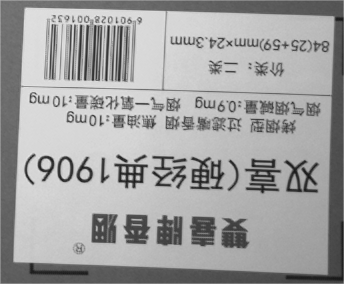 雙喜牌香烟®
双喜(硬经典1906)
烤烟型 过滤嘴香烟 焦油量:10mg
烟气烟碱量:0.9mg 烟气一氧化碳量:10mg
价类:二类
84(25+59)mm×24.3mm
6901028001632